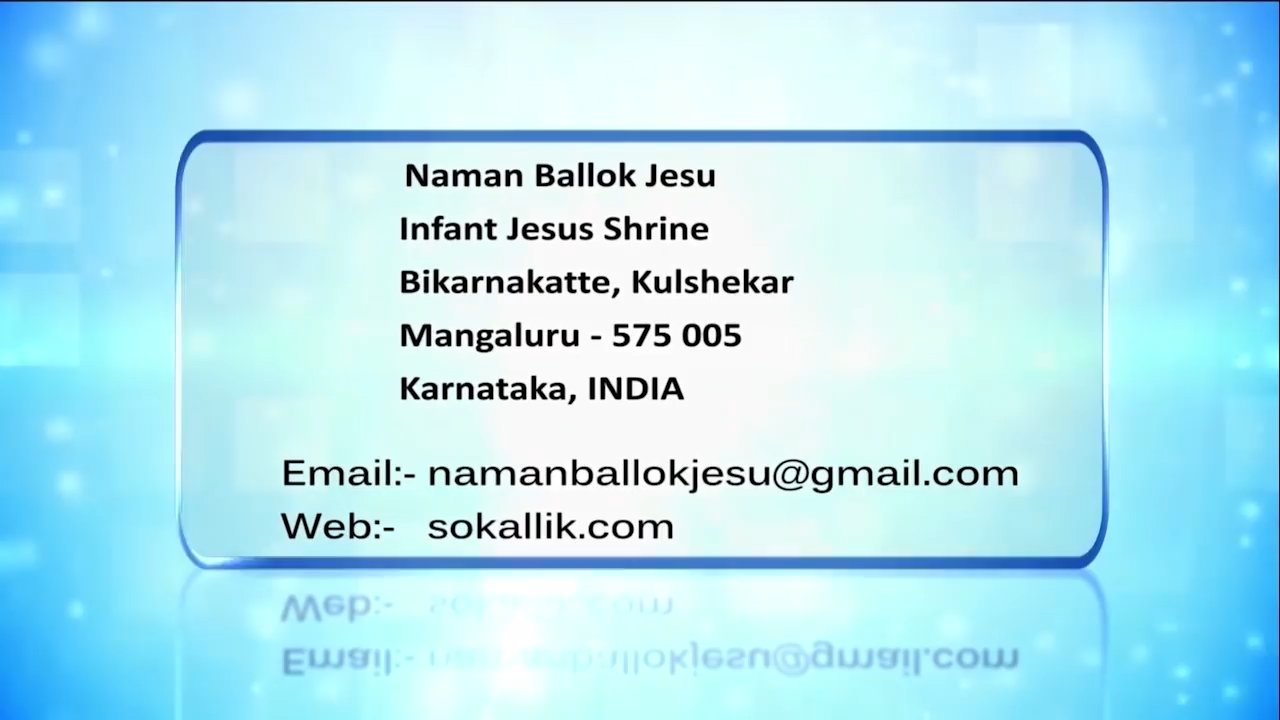 Naman Ballok Jesu
Infant Jesus Shrine
Bikarnakatte, Kulshekar
Mangaluru - 575 005
Karnataka, INDIA
Email:- namanballokjesu@gmail.com
Web:- sokallik.com